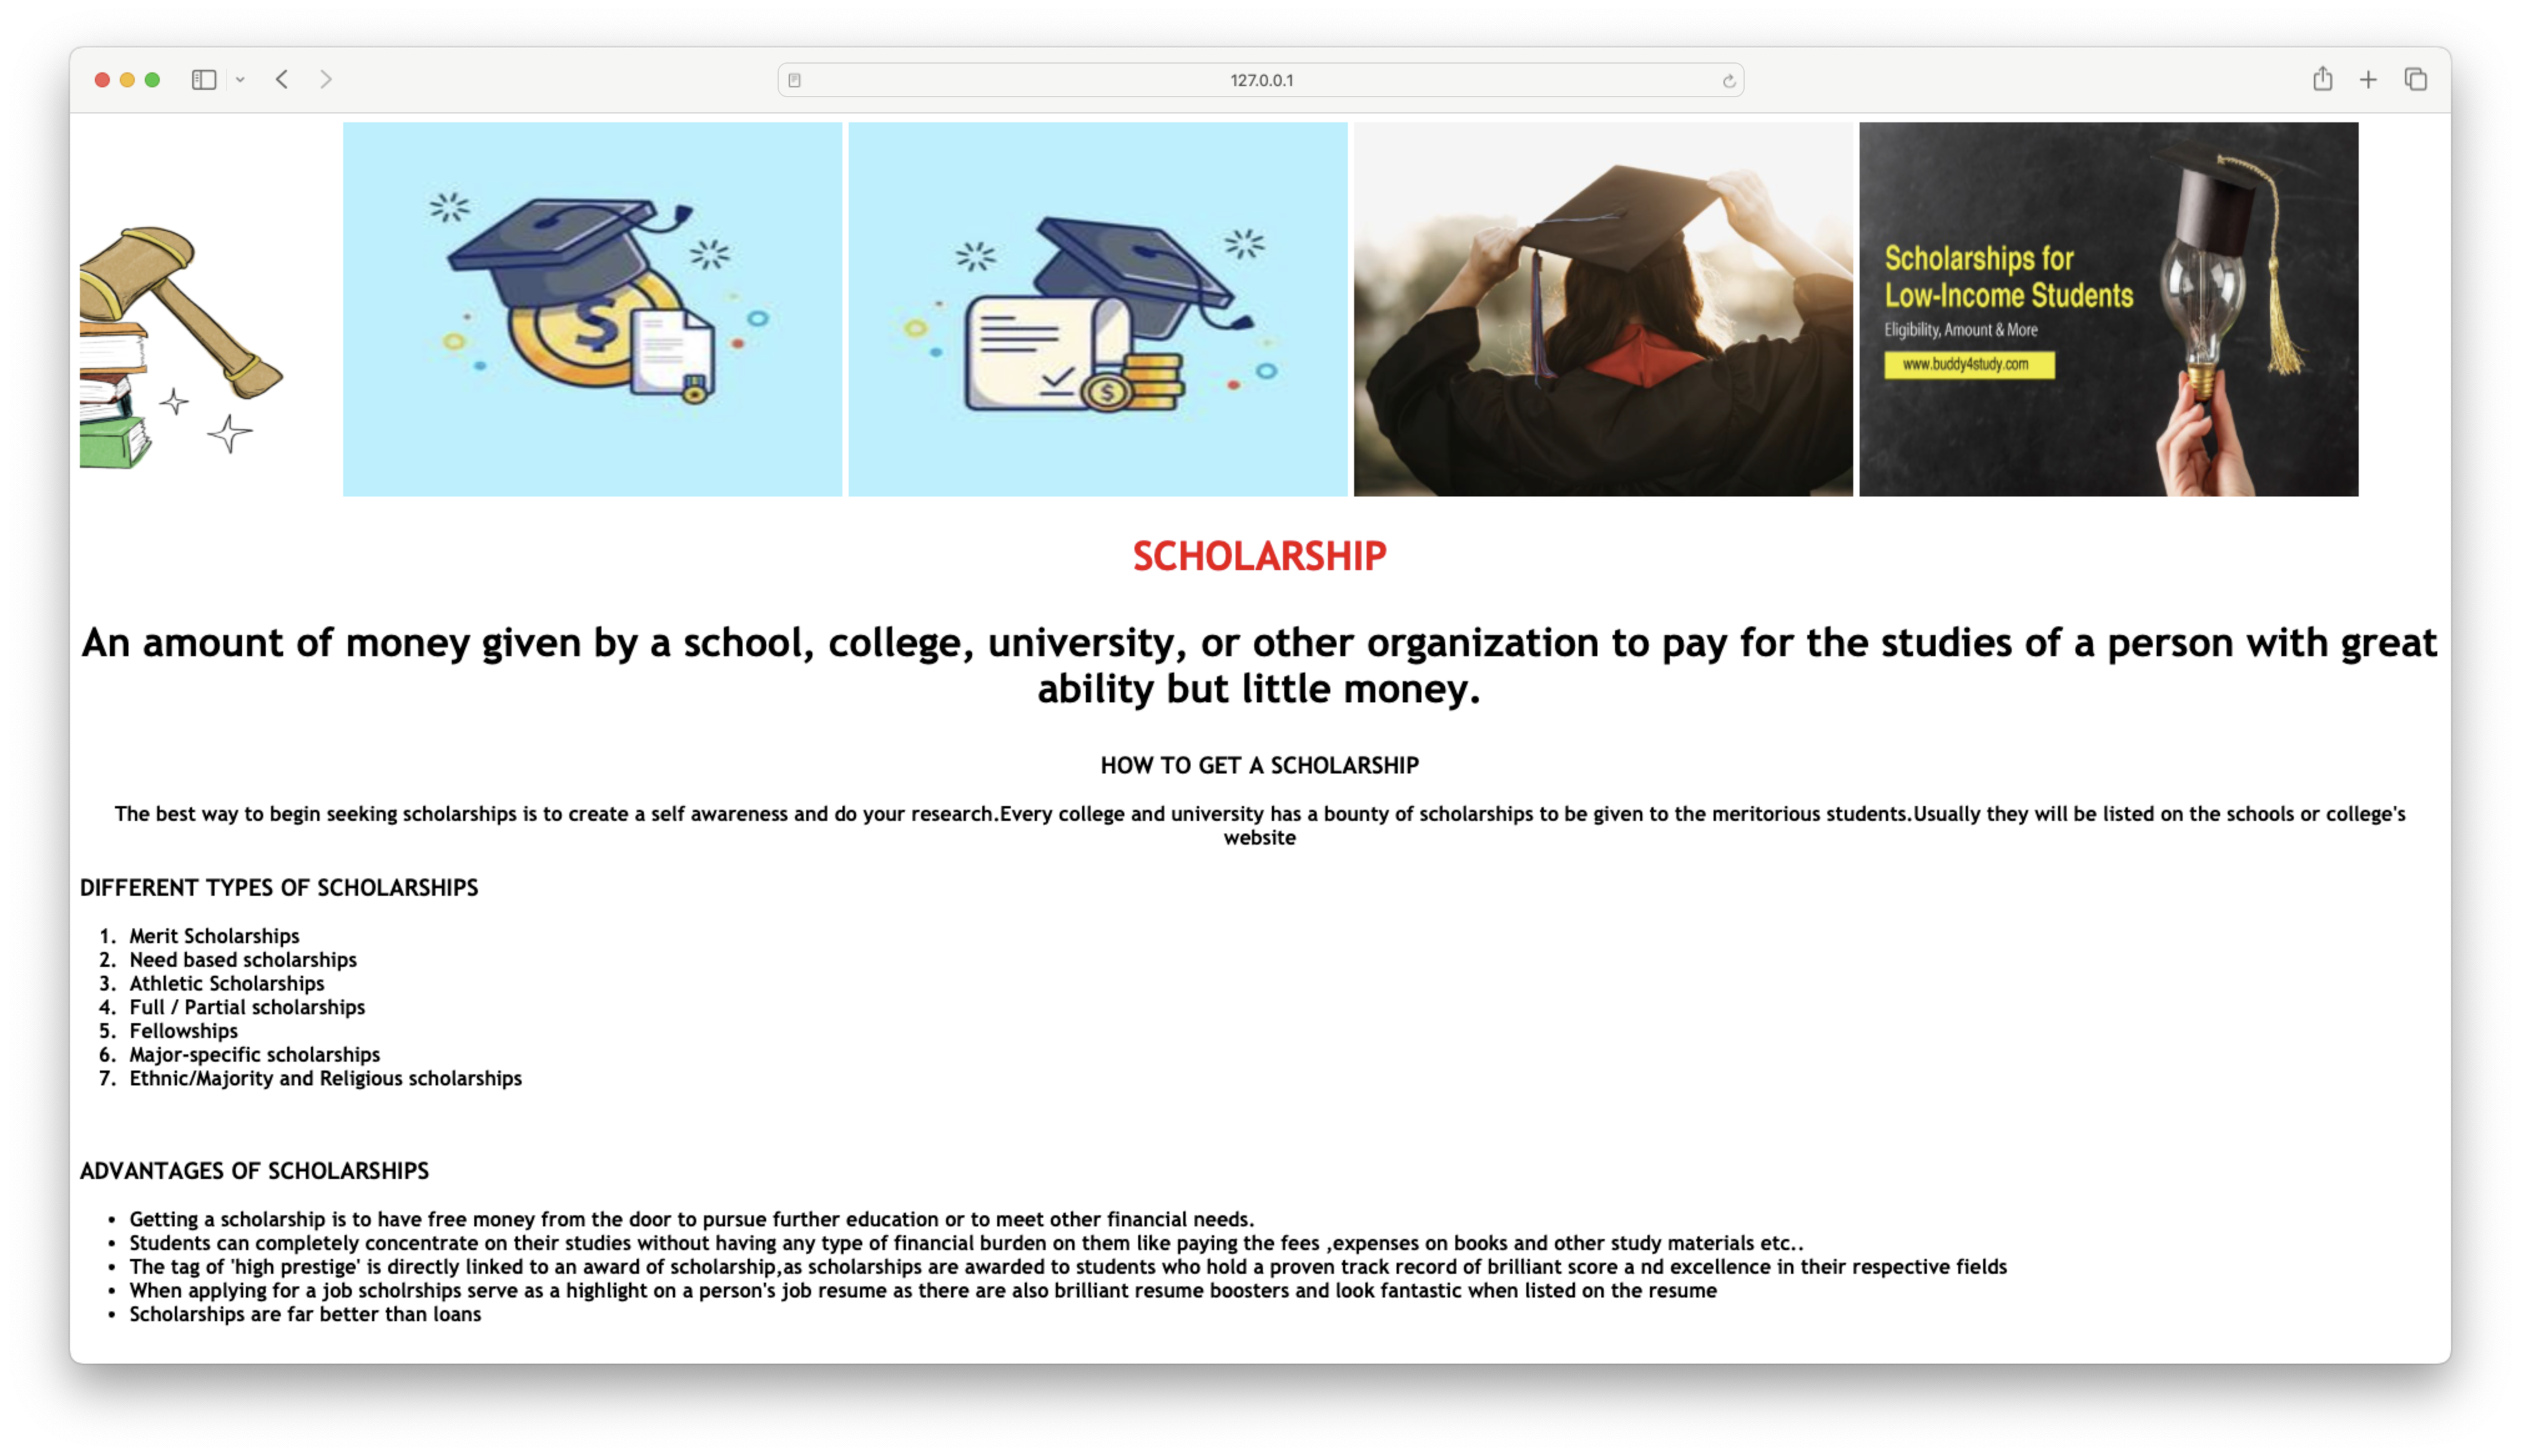 127.0.0.1
$
$
Scholarships for
Low-Income Students
Eligibility, Amount & More
www.buddy4study.com
SCHOLARSHIP
An amount of money given by a school, college, university, or other organization to pay for the studies of a person with great
ability but little money.
HOW TO GET A SCHOLARSHIP
The best way to begin seeking scholarships is to create a self awareness and do your research.Every college and university has a bounty of scholarships to be given to the meritorious students.Usually they will be listed on the schools or college's
website
DIFFERENT TYPES OF SCHOLARSHIPS
1. Merit Scholarships
2. Need based scholarships
3. Athletic Scholarships
4. Full / Partial scholarships
5. Fellowships
6. Major-specific scholarships
7. Ethnic/Majority and Religious scholarships
ADVANTAGES OF SCHOLARSHIPS
• Getting a scholarship is to have free money from the door to pursue further education or to meet other financial needs.
• Students can completely concentrate on their studies without having any type of financial burden on them like paying the fees ,expenses on books and other study materials etc..
• The tag of 'high prestige' is directly linked to an award of scholarship,as scholarships are awarded to students who hold a proven track record of brilliant score a nd excellence in their respective fields
• When applying for a job scholrships serve as a highlight on a person's job resume as there are also brilliant resume boosters and look fantastic when listed on the resume
• Scholarships are far better than loans